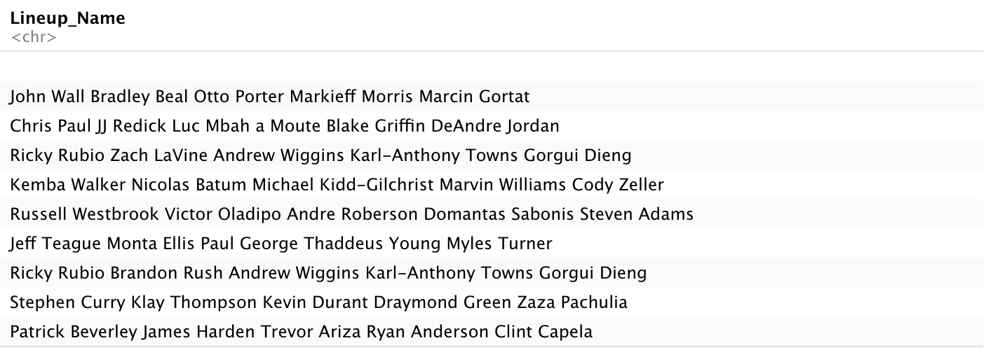 Lineup_Name
<chr>
John Wall Bradley Beal Otto Porter Markieff Morris Marcin Gortat
Chris Paul JJ Redick Luc Mbah a Moute Blake Griffin DeAndre Jordan
Ricky Rubio Zach LaVine Andrew Wiggins Karl-Anthony Towns Gorgui Dieng
Kemba Walker Nicolas Batum Michael Kidd-Gilchrist Marvin Williams Cody Zeller
Russell Westbrook Victor Oladipo Andre Roberson Domantas Sabonis Steven Adams
Jeff Teague Monta Ellis Paul George Thaddeus Young Myles Turner
Ricky Rubio Brandon Rush Andrew Wiggins Karl-Anthony Towns Gorgui Dieng
Stephen Curry Klay Thompson Kevin Durant Draymond Green Zaza Pachulia
Patrick Beverley James Harden Trevor Ariza Ryan Anderson Clint Capela